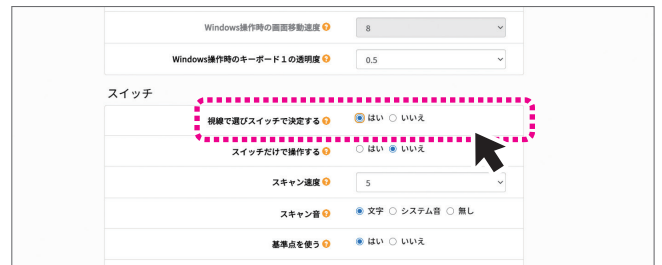 Windows操作時の画面移動速度 ? 8
Windows操作時のキーボード1の透明度 ? 0.5
スイッチ
視線で選びスイッチで決定する ? はい いいえ
スイッチだけで操作する ? はい いいえ
スキャン速度 ? 5
スキャン音 ? 文字 システム音 無し
基準点を使う ? はい いいえ